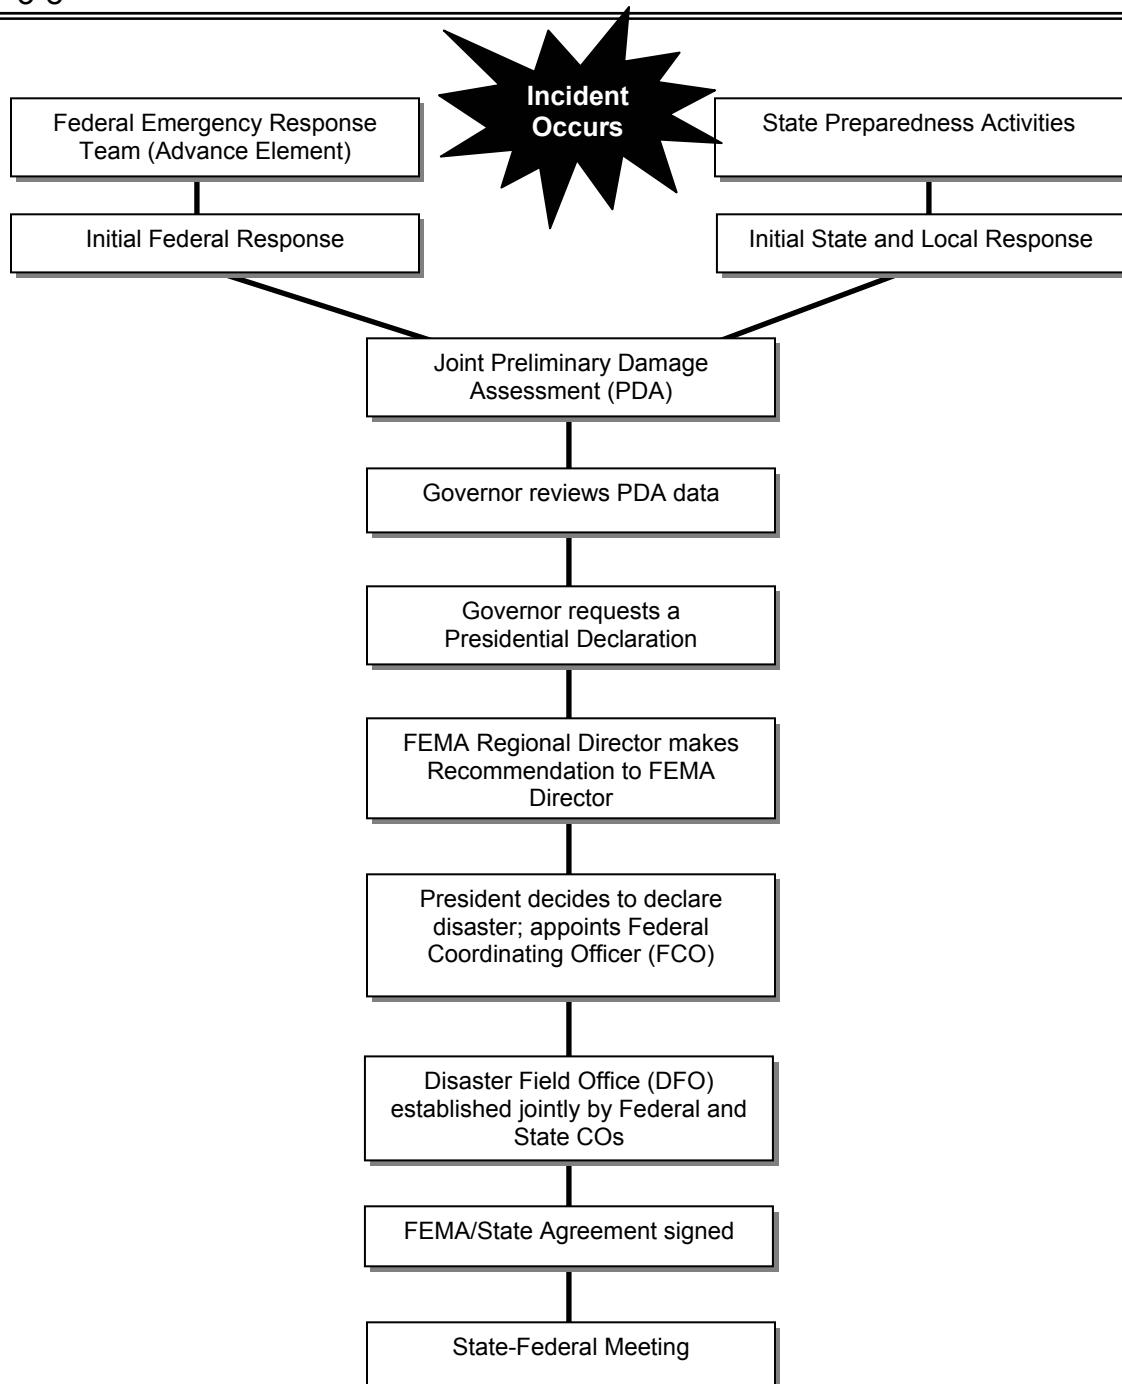 Incident
Occurs
Federal Emergency Response
Team (Advance Element)
State Preparedness Activities
Initial Federal Response
Initial State and Local Response
Joint Preliminary Damage
Assessment (PDA)
Governor reviews PDA data
Governor requests a
Presidential Declaration
FEMA Regional Director makes
Recommendation to FEMA
Director
President decides to declare
disaster; appoints Federal
Coordinating Officer (FCO)
Disaster Field Office (DFO)
established jointly by Federal and
State COs
FEMA/State Agreement signed
State-Federal Meeting